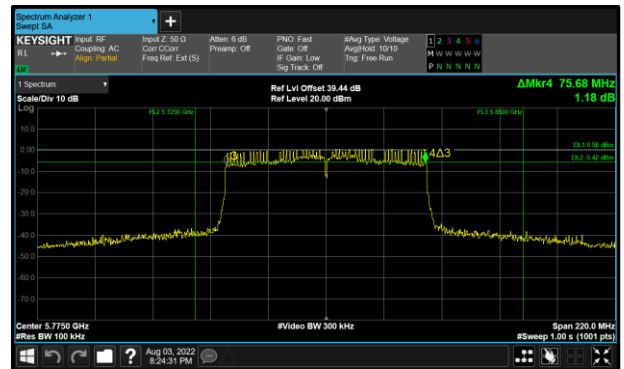 Spectrum Analyzer 1
Swept SA
KEYSIGHT
RL
Input: RF
Coupling: AC
Align: Partial
Input Z: 50 Ω
Corr CCorr
Freq Ref: Ext (S)
Atten: 6 dB
Preamp: Off
PNO: Fast
Gate: Off
IF Gain: Low
Sig Track: Off
#Avg Type: Voltage
Avg|Hold: 10/10
Trig: Free Run
1 2 3 4 5 6
M W W W W W
P N N N N N
1 Spectrum
Scale/Div 10 dB
Ref Lvl Offset 39.44 dB
Ref Level 20.00 dBm
ΔMkr4 75.68 MHz
1.18 dB
Log
FL2 5.7250 GHz
FL3 5.8500 GHz
10.0
0.00
DL1 0.58 dBm
4Δ3
DL2 -5.42 dBm
-10.0
-20.0
-30.0
-40.0
-50.0
-60.0
-70.0
Center 5.7750 GHz
#Video BW 300 kHz
Span 220.0 MHz
#Res BW 100 kHz
#Sweep 1.00 s (1001 pts)
?
Aug 03, 2022
8:24:31 PM